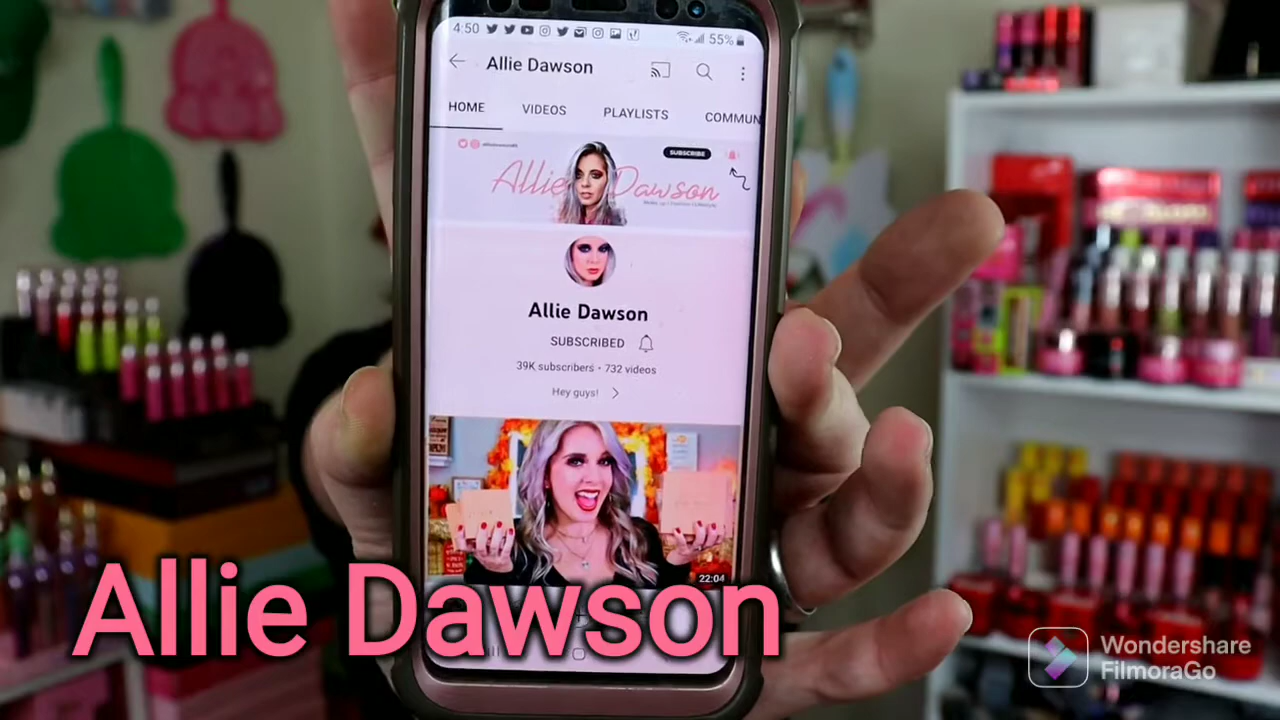 4:50
55%
Allie Dawson
HOME VIDEOS PLAYLISTS COMMUN
SUBSCRIBE
Allie Dawson
Allie Dawson
SUBSCRIBED
39K subscribers • 732 videos
Hey guys!
22:04
Allie Dawson
Wondershare
FilmoraGo